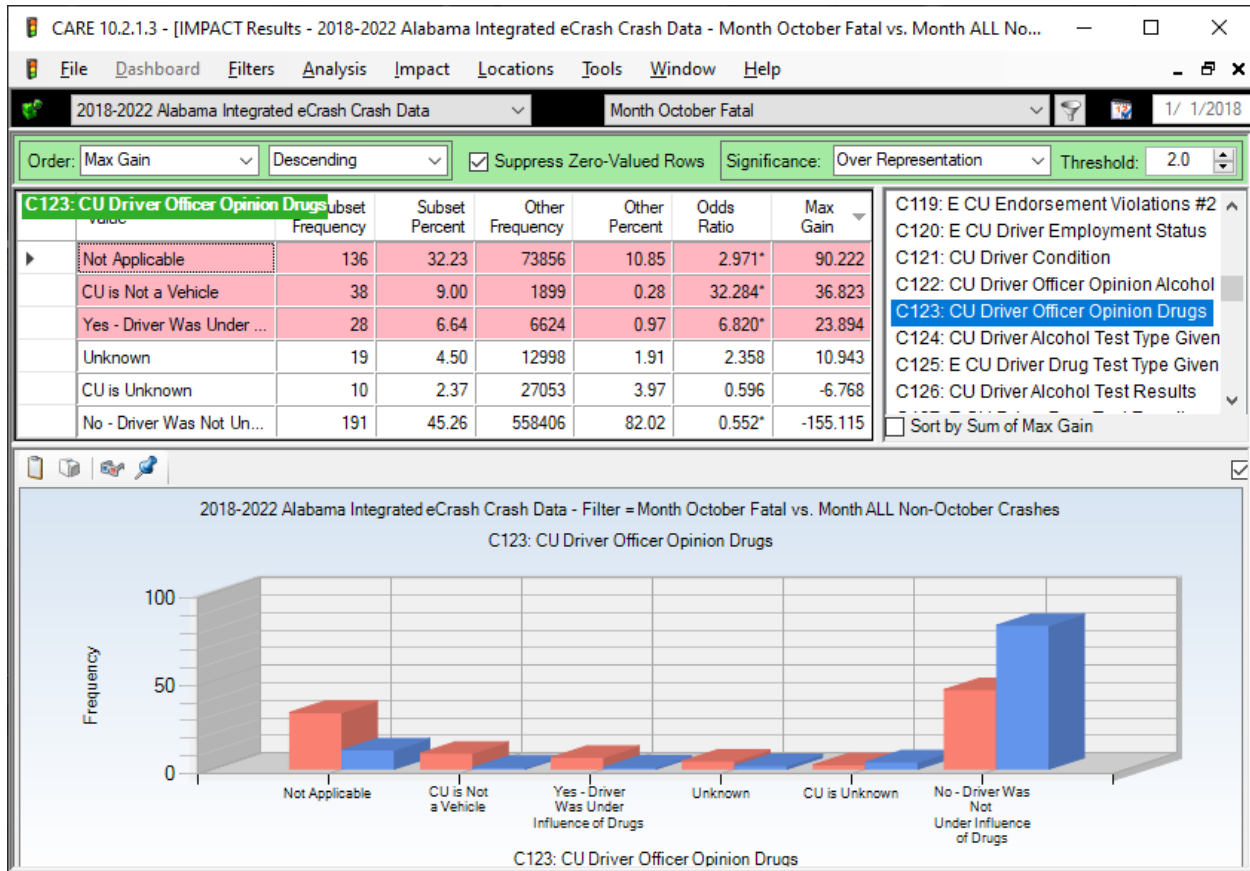 CARE 10.2.1.3 - [IMPACT Results - 2018-2022 Alabama Integrated eCrash Crash Data - Month October Fatal vs. Month ALL No...
File Dashboard Filters Analysis Impact Locations Tools Window Help
2018-2022 Alabama Integrated eCrash Crash Data Month October Fatal 1/ 1/2018
Order: Max Gain Descending Suppress Zero-Valued Rows Significance: Over Representation Threshold: 2.0
C123: CU Driver Officer Opinion Drugs Subset Frequency Subset Percent Other Frequency Other Percent Odds Ratio Max Gain
Not Applicable 136 32.23 73856 10.85 2.971* 90.222
CU is Not a Vehicle 38 9.00 1899 0.28 32.284* 36.823
Yes - Driver Was Under ... 28 6.64 6624 0.97 6.820* 23.894
Unknown 19 4.50 12998 1.91 2.358 10.943
CU is Unknown 10 2.37 27053 3.97 0.596 -6.768
No - Driver Was Not Un... 191 45.26 558406 82.02 0.552* -155.115
C119: E CU Endorsement Violations #2
C120: E CU Driver Employment Status
C121: CU Driver Condition
C122: CU Driver Officer Opinion Alcohol
C123: CU Driver Officer Opinion Drugs
C124: CU Driver Alcohol Test Type Given
C125: E CU Driver Drug Test Type Given
C126: CU Driver Alcohol Test Results
Sort by Sum of Max Gain
2018-2022 Alabama Integrated eCrash Crash Data - Filter = Month October Fatal vs. Month ALL Non-October Crashes
C123: CU Driver Officer Opinion Drugs
100
50
0
Frequency
Not Applicable
CU is Not
a Vehicle
Yes - Driver
Was Under
Influence of Drugs
Unknown
CU is Unknown
No - Driver Was
Not
Under Influence
of Drugs
C123: CU Driver Officer Opinion Drugs